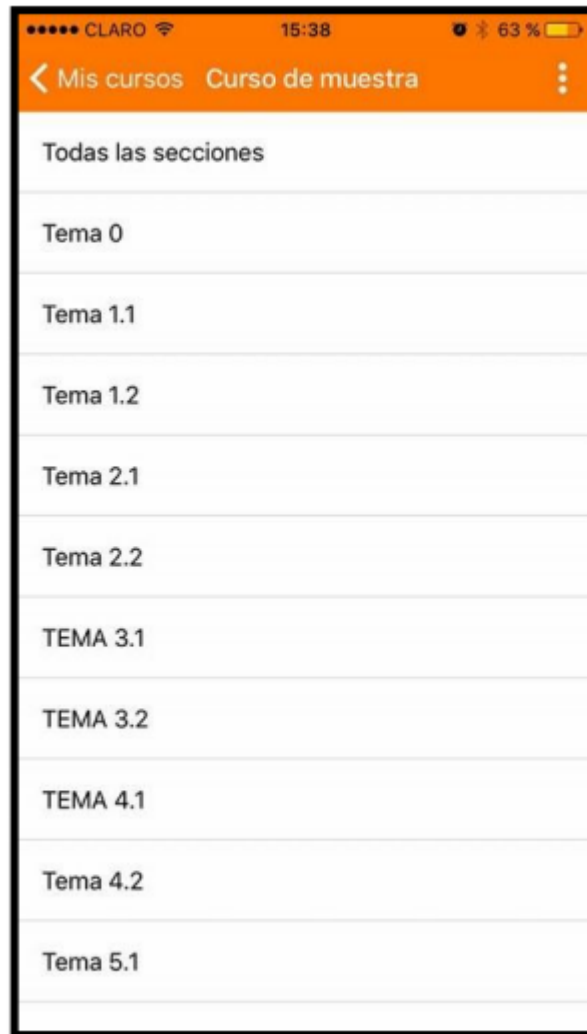 CLARO 15:38 63 %
Mis cursos Curso de muestra
Todas las secciones
Tema 0
Tema 1.1
Tema 1.2
Tema 2.1
Tema 2.2
TEMA 3.1
TEMA 3.2
TEMA 4.1
Tema 4.2
Tema 5.1